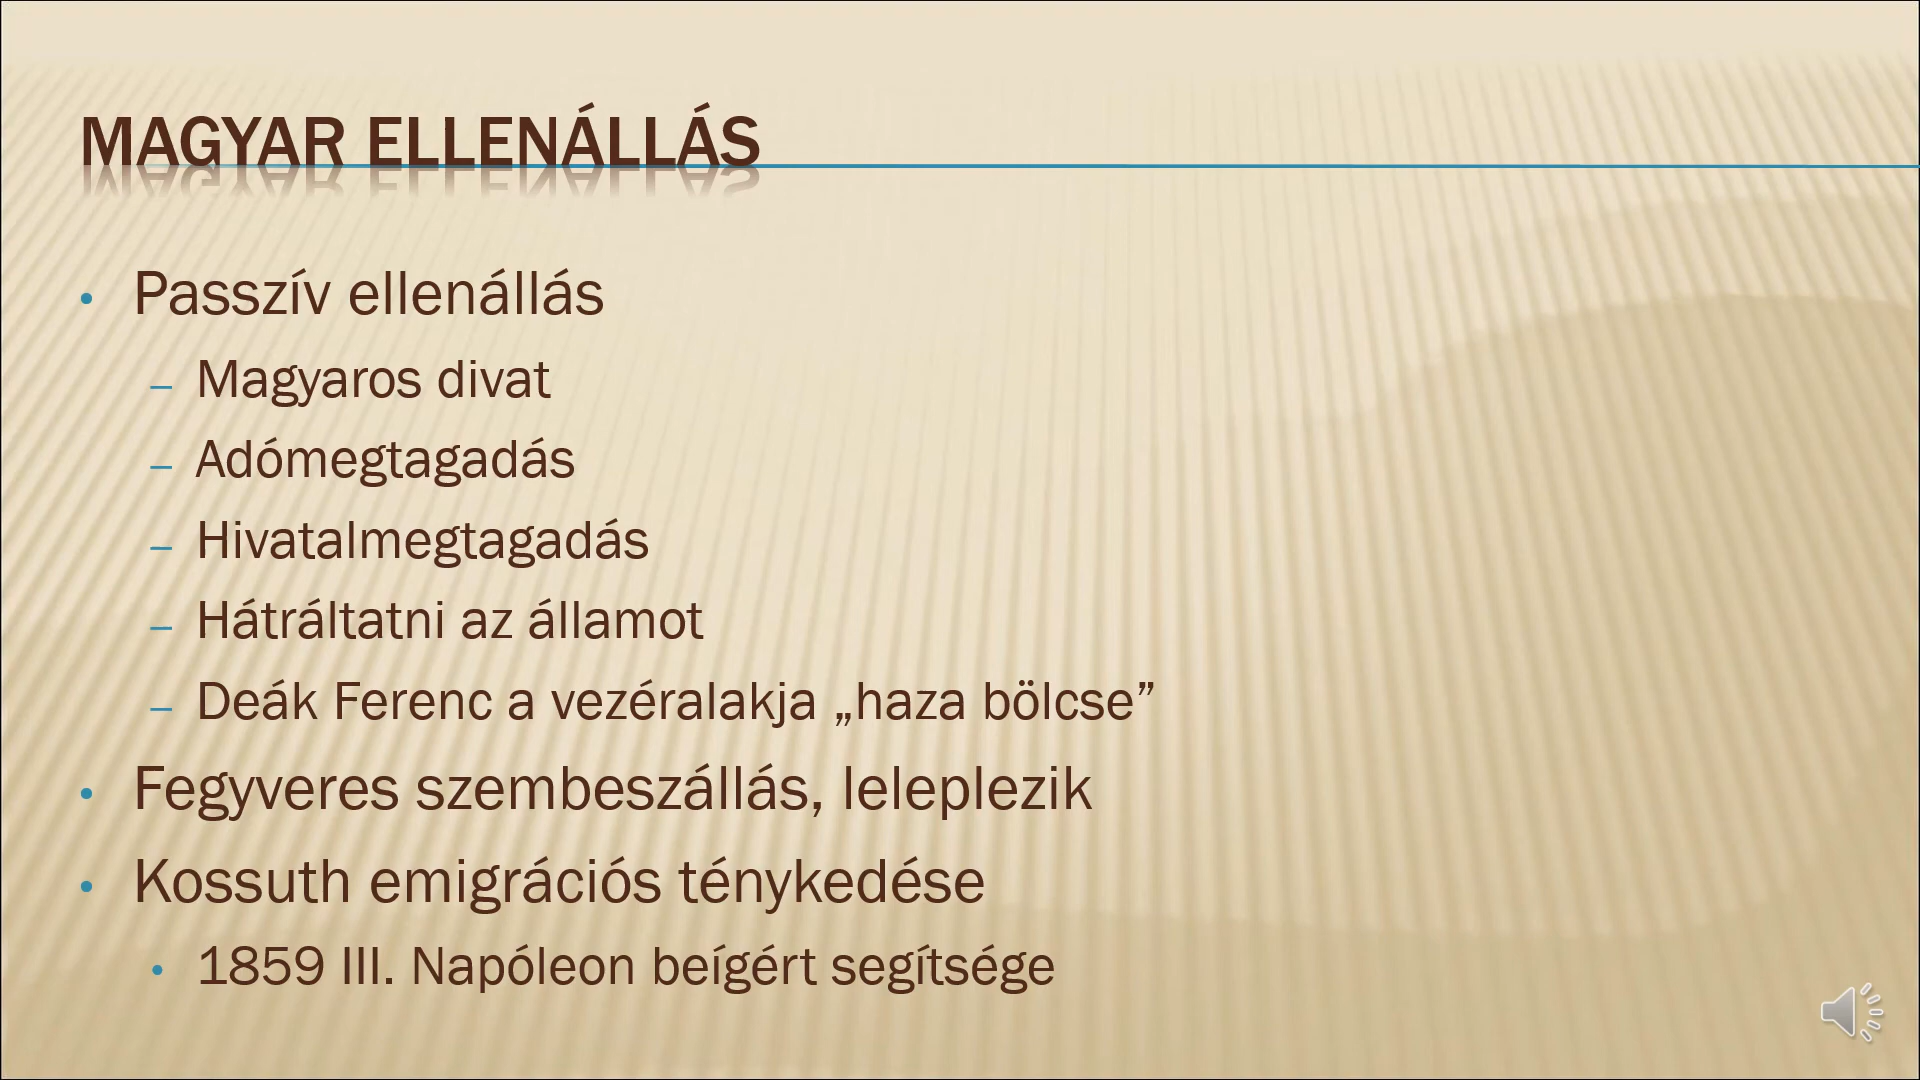 MAGYAR ELLENÁLLÁS
• Passzív ellenállás
– Magyaros divat
– Adómegtagadás
– Hivatalmegtagadás
– Hátráltatni az államot
– Deák Ferenc a vezéralakja „haza bölcse”
• Fegyveres szembeszállás, leleplezik
• Kossuth emigrációs ténykedése
• 1859 III. Napóleon beígért segítsége